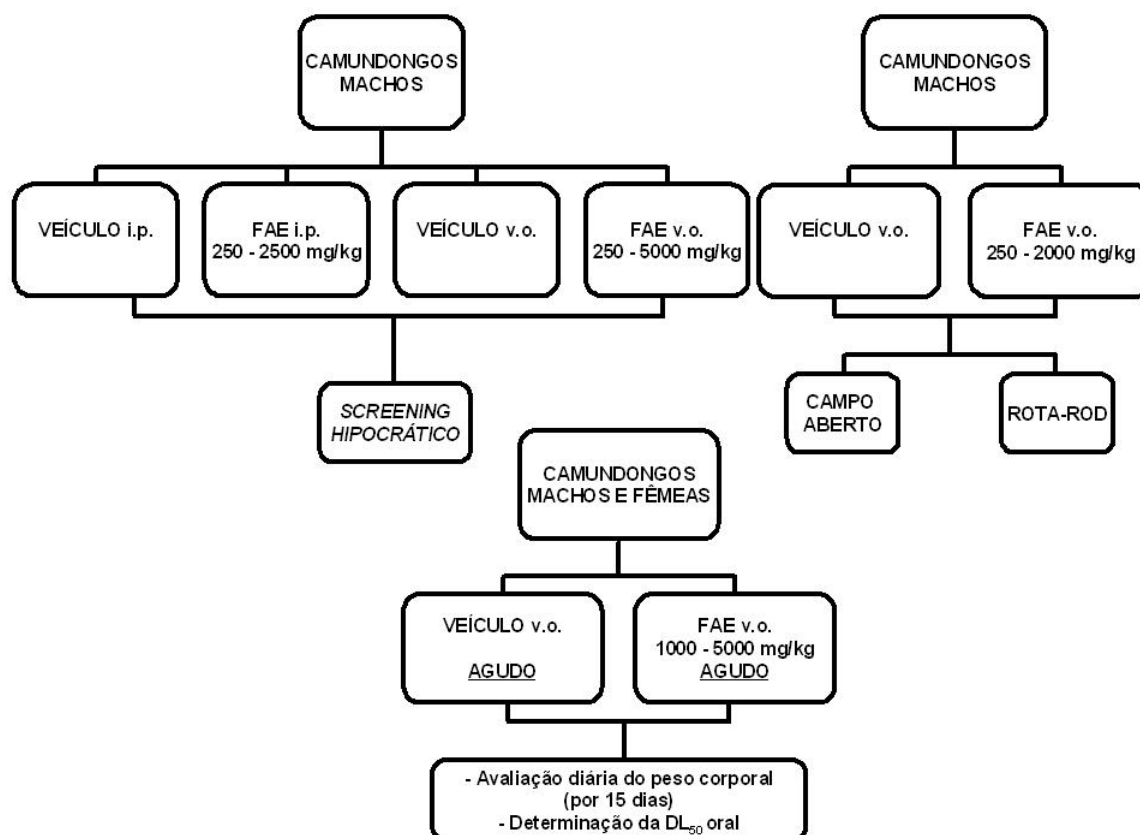 CAMUNDONGOS
MACHOS
VEÍCULO i.p.
FAE i.p.
250 - 2500 mg/kg
VEÍCULO v.o.
FAE v.o.
250 - 5000 mg/kg
SCREENING
HIPOCRÁTICO
CAMUNDONGOS
MACHOS
VEÍCULO v.o.
FAE v.o.
250 - 2000 mg/kg
CAMPO
ABERTO
ROTA-ROD
CAMUNDONGOS
MACHOS E FÊMEAS
VEÍCULO v.o.
AGUDO
FAE v.o.
1000 - 5000 mg/kg
AGUDO
- Avaliação diária do peso corporal
(por 15 dias)
- Determinação da DL50 oral